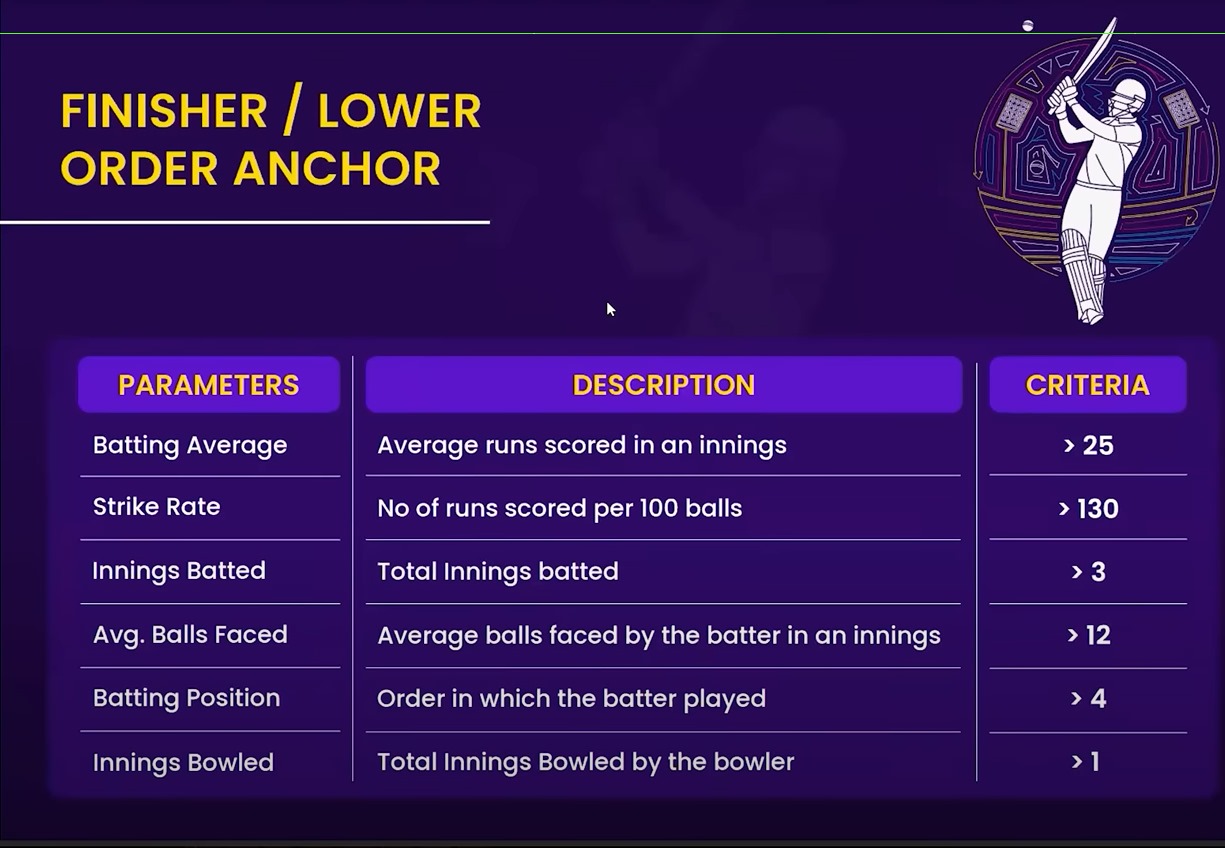 FINISHER / LOWER
ORDER ANCHOR
PARAMETERS DESCRIPTION CRITERIA
Batting Average Average runs scored in an innings > 25
Strike Rate No of runs scored per 100 balls > 130
Innings Batted Total Innings batted > 3
Avg. Balls Faced Average balls faced by the batter in an innings > 12
Batting Position Order in which the batter played > 4
Innings Bowled Total Innings Bowled by the bowler > 1